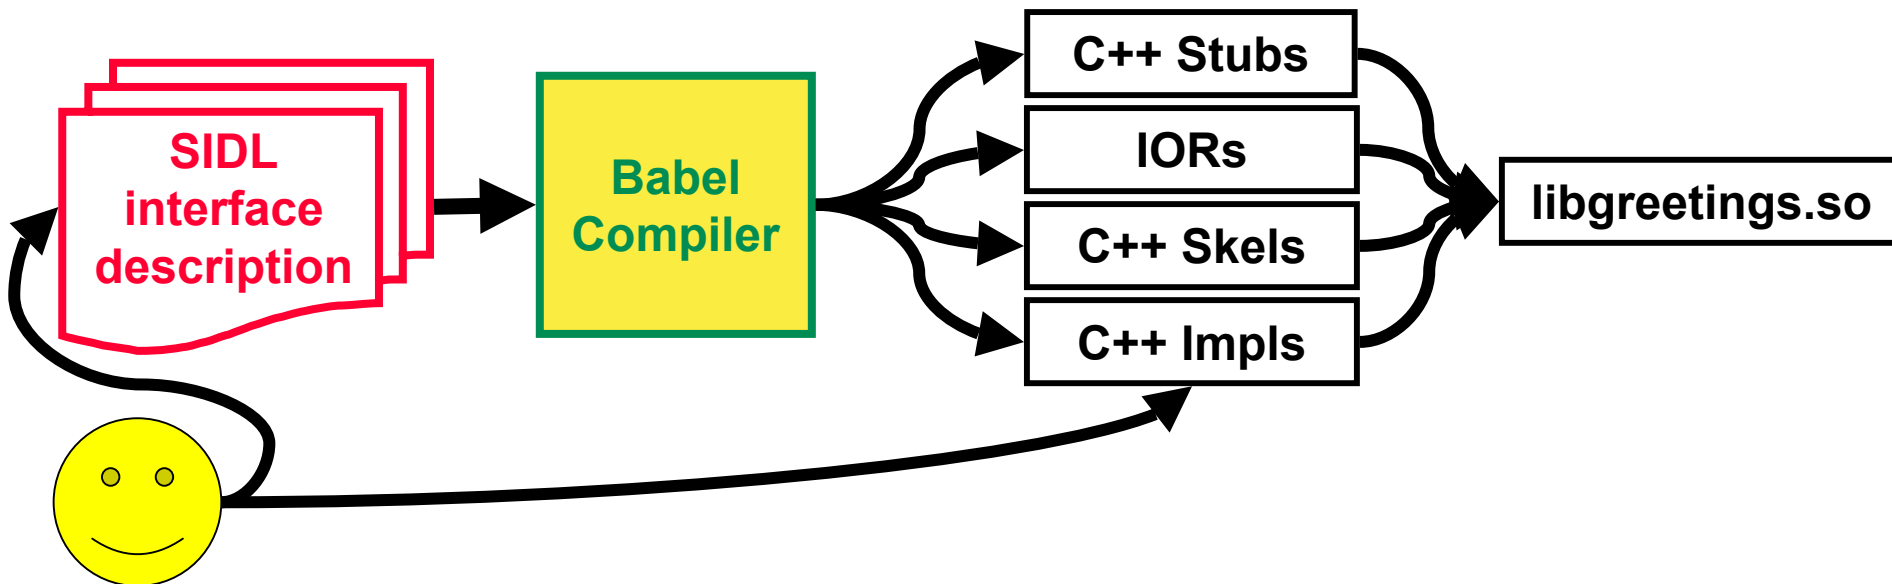 SIDL
interface
description
Babel
Compiler
C++ Stubs
IORs
C++ Skels
C++ Impls
libgreetings.so